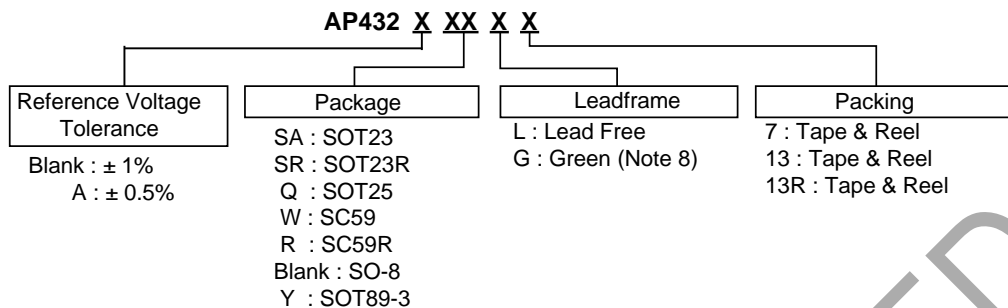 AP432 X XX X X
Reference Voltage
Tolerance
Blank : ± 1%
A : ± 0.5%
Package
SA : SOT23
SR : SOT23R
Q : SOT25
W : SC59
R : SC59R
Blank : SO-8
Y : SOT89-3
Leadframe
L : Lead Free
G : Green (Note 8)
Packing
7 : Tape & Reel
13 : Tape & Reel
13R : Tape & Reel